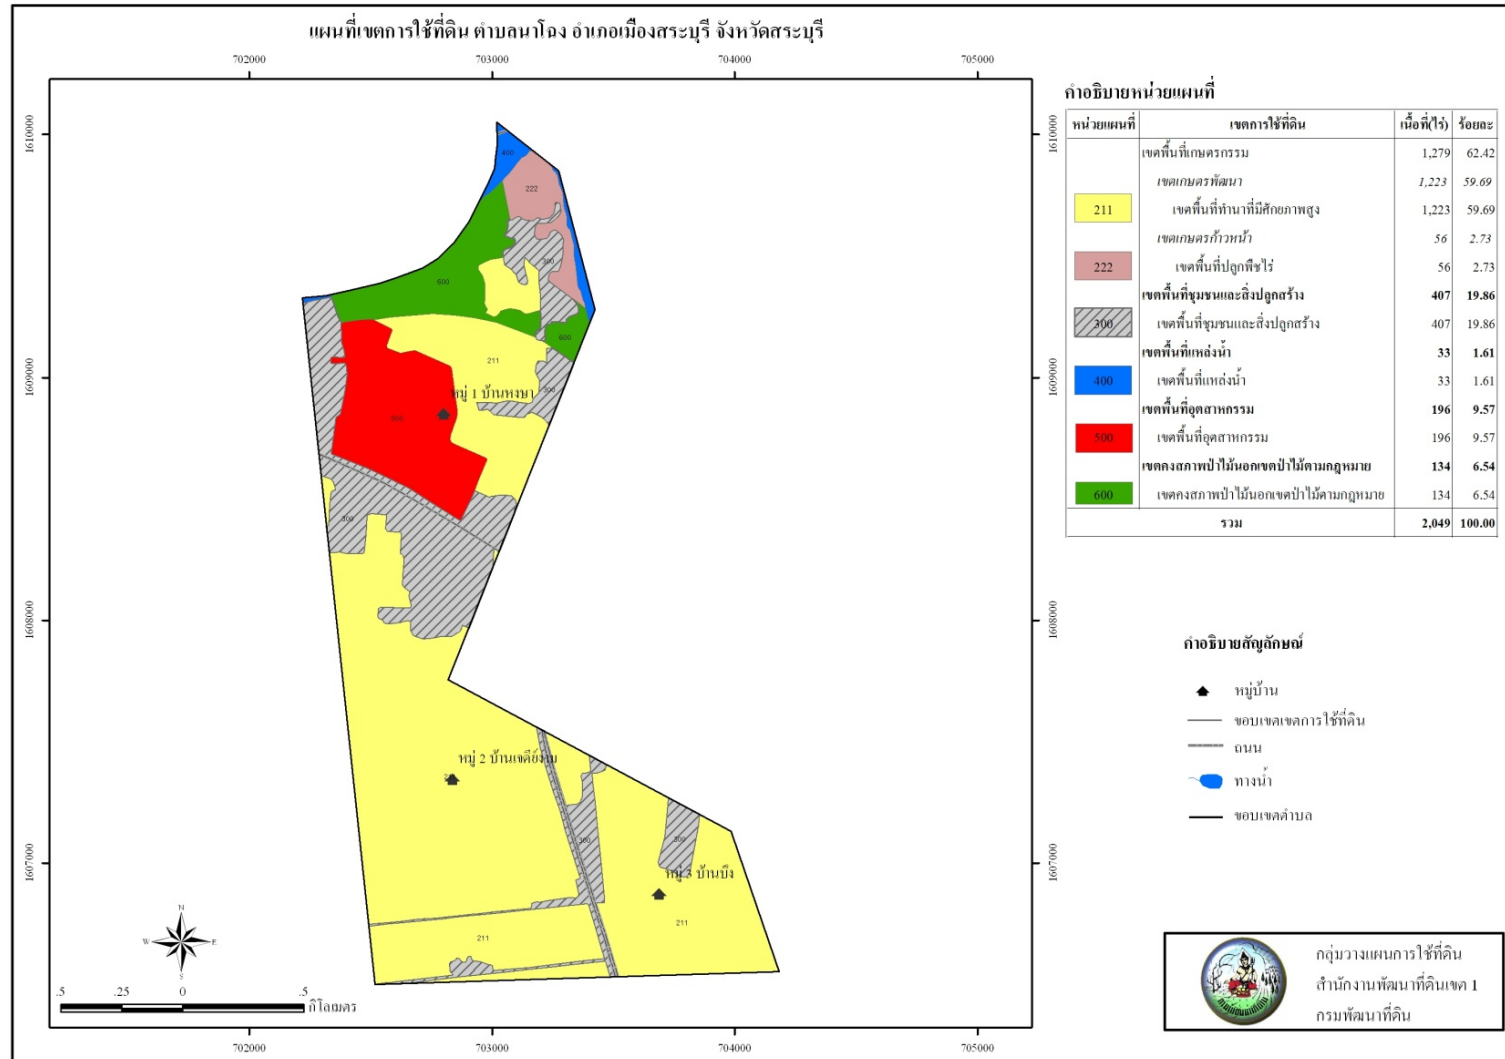 แผนที่เขตการใช้ที่ดิน ตำบลนาโฉง อำเภอเมืองสระบุรี จังหวัดสระบุรี
702000 703000 704000 705000
1610000
1609000
1608000
1607000
1610000
1609000
1608000
1607000
400
222
300
600
600
211
300
หมู่ 1 บ้านหงษา
500
300
หมู่ 2 บ้านเจดีย์งาม
300
300
หมู่ 3 บ้านบึง
211
211
N
W E
S
.5 .25 0 .5
กิโลเมตร
702000 703000 704000 705000
คำอธิบายหน่วยแผนที่
หน่วยแผนที่ เขตการใช้ที่ดิน เนื้อที่(ไร่) ร้อยละ
เขตพื้นที่เกษตรกรรม 1,279 62.42
เขตเกษตรพัฒนา 1,223 59.69
211 เขตพื้นที่ทำนาที่มีศักยภาพสูง 1,223 59.69
เขตเกษตรก้าวหน้า 56 2.73
222 เขตพื้นที่ปลูกพืชไร่ 56 2.73
เขตพื้นที่ชุมชนและสิ่งปลูกสร้าง 407 19.86
300 เขตพื้นที่ชุมชนและสิ่งปลูกสร้าง 407 19.86
เขตพื้นที่แหล่งน้ำ 33 1.61
400 เขตพื้นที่แหล่งน้ำ 33 1.61
เขตพื้นที่อุตสาหกรรม 196 9.57
500 เขตพื้นที่อุตสาหกรรม 196 9.57
เขตคงสภาพป่าไม้นอกเขตป่าไม้ตามกฎหมาย 134 6.54
600 เขตคงสภาพป่าไม้นอกเขตป่าไม้ตามกฎหมาย 134 6.54
รวม 2,049 100.00
คำอธิบายสัญลักษณ์
หมู่บ้าน
ขอบเขตเขตการใช้ที่ดิน
ถนน
ทางน้ำ
ขอบเขตตำบล
กลุ่มวางแผนการใช้ที่ดิน
สำนักงานพัฒนาที่ดินเขต 1
กรมพัฒนาที่ดิน